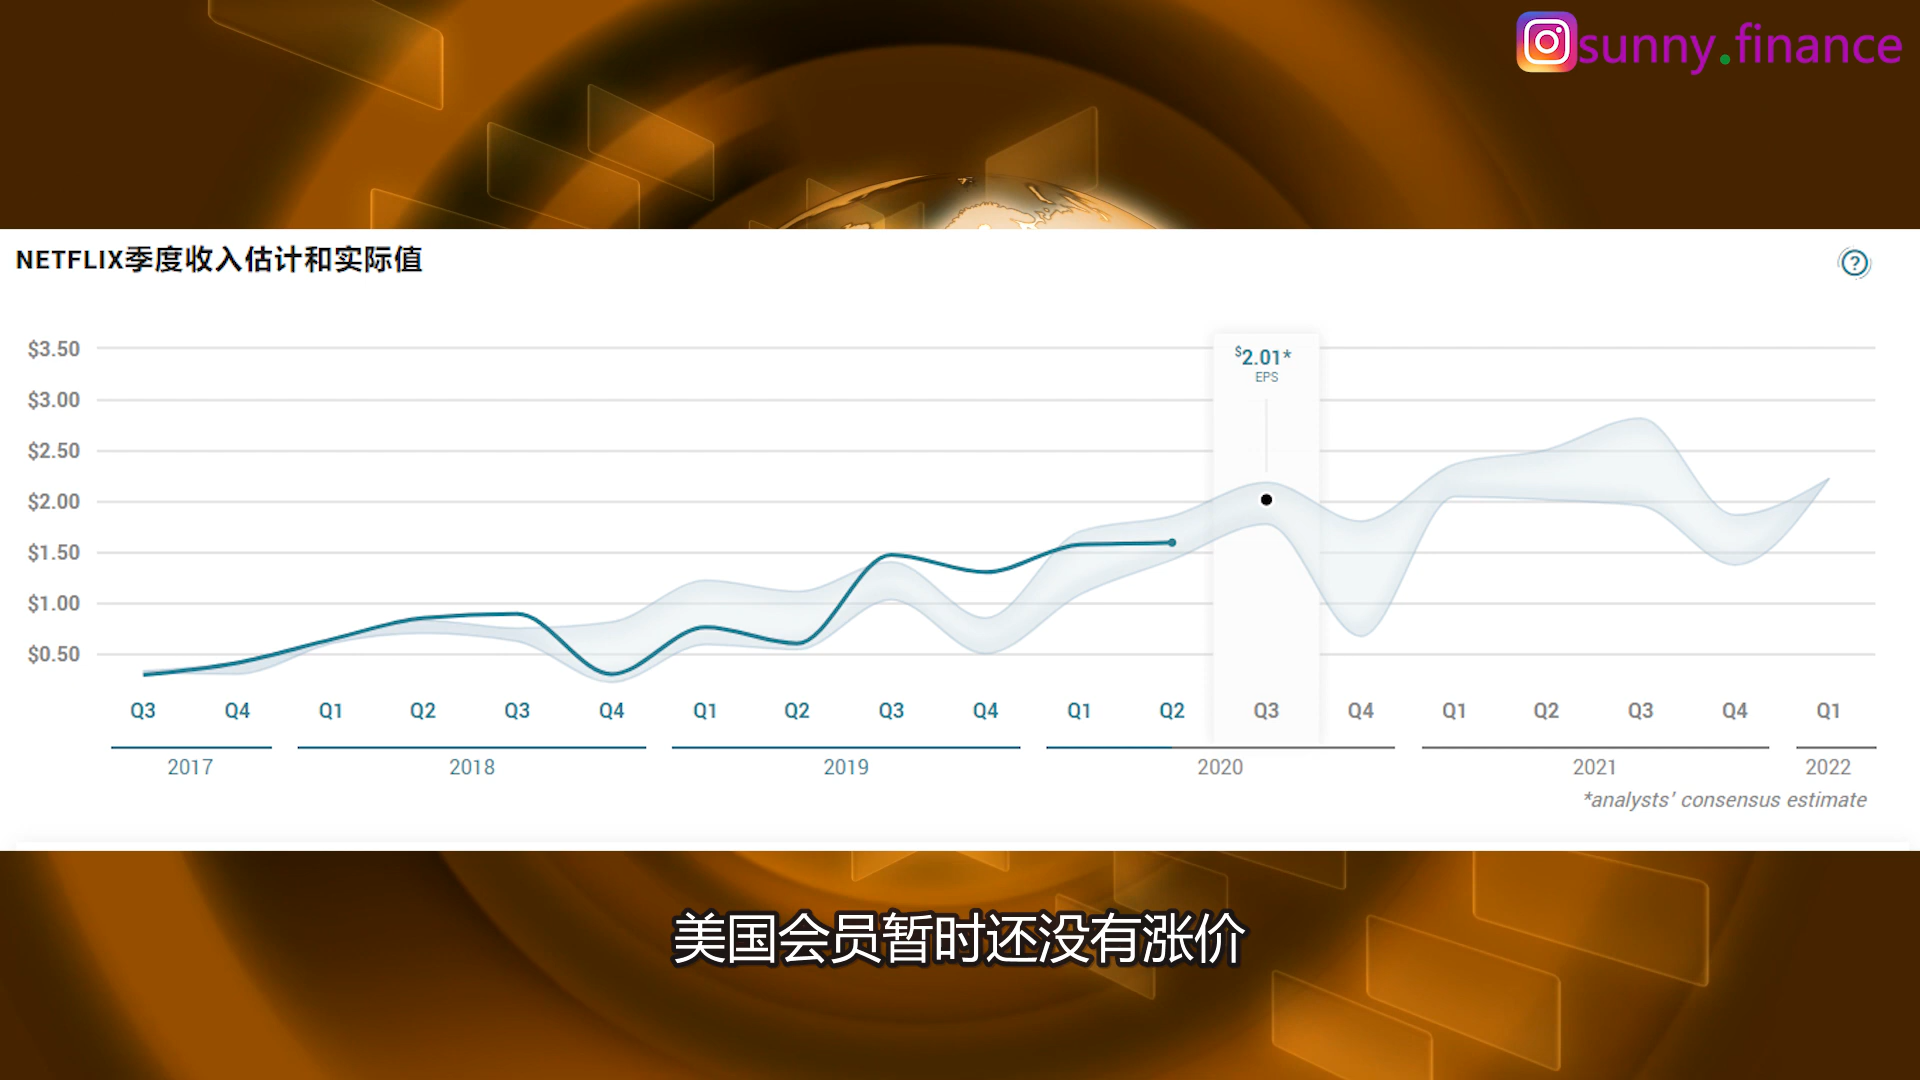 sunny.finance
NETFLIX季度收入估计和实际值
?
$3.50
$3.00
$2.50
$2.00
$1.50
$1.00
$0.50
$2.01*
EPS
Q3 Q4 Q1 Q2 Q3 Q4 Q1 Q2 Q3 Q4 Q1 Q2 Q3 Q4 Q1 Q2 Q3 Q4 Q1
2017 2018 2019 2020 2021 2022
*analysts’ consensus estimate
美国会员暂时还没有涨价